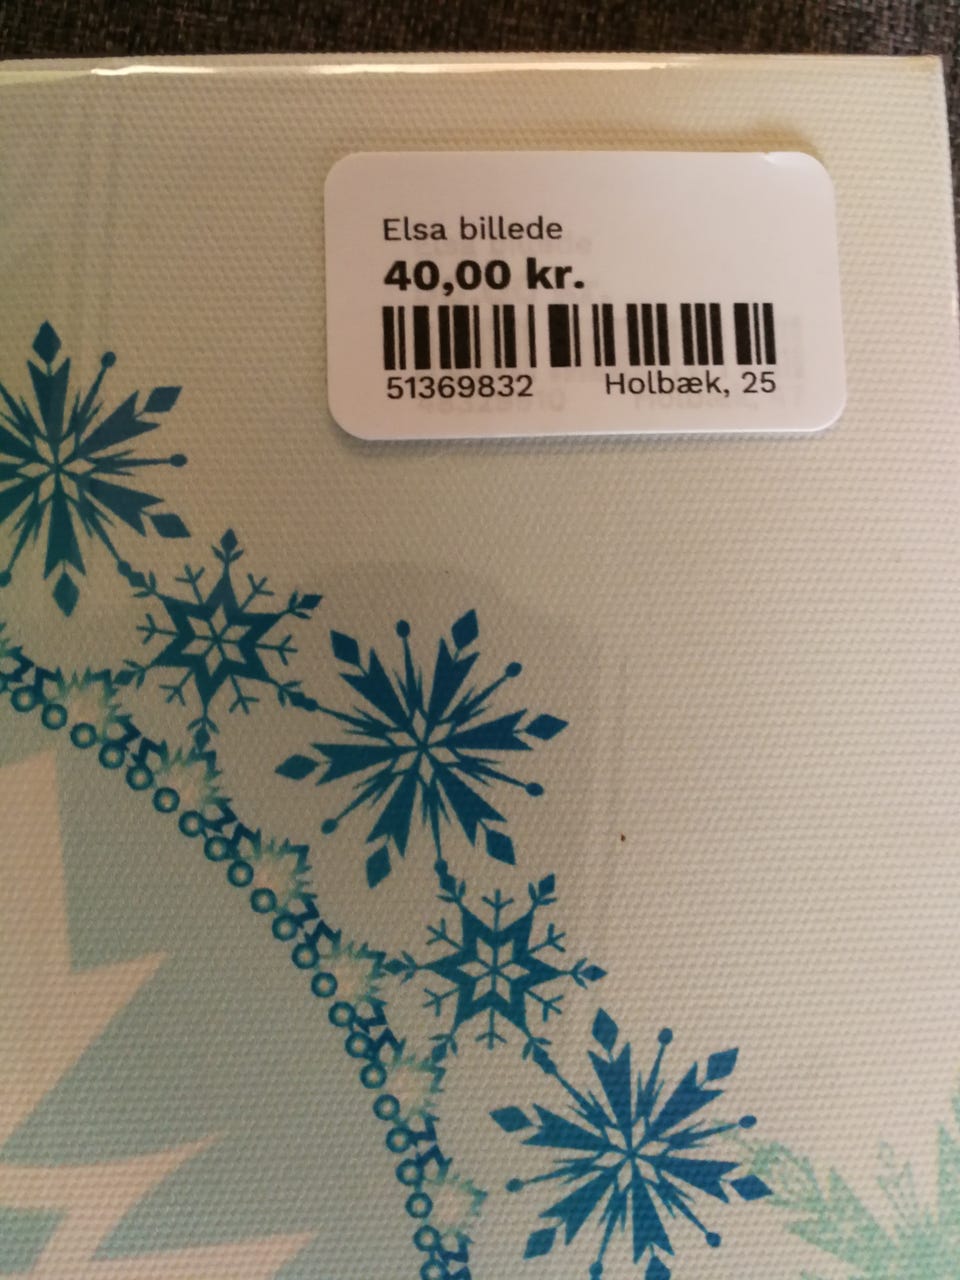 Elsa billede
40,00 kr.
51369832 Holbæk, 25